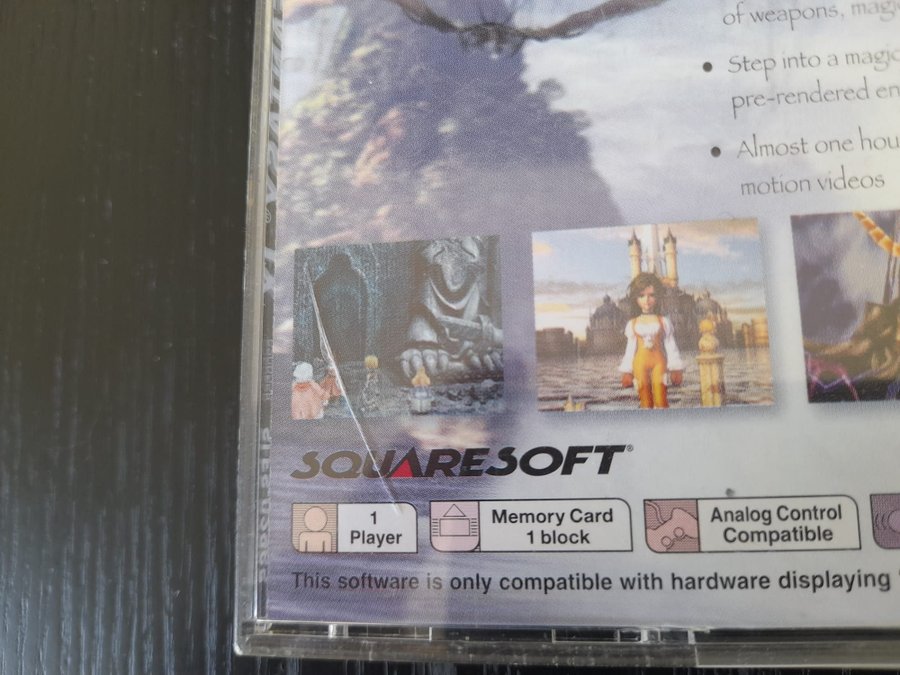 of weapons, magi
Step into a magic
pre-rendered en
Almost one hou
motion videos
SQUARESOFT®
1
Player
Memory Card
1 block
Analog Control
Compatible
This software is only compatible with hardware displaying "